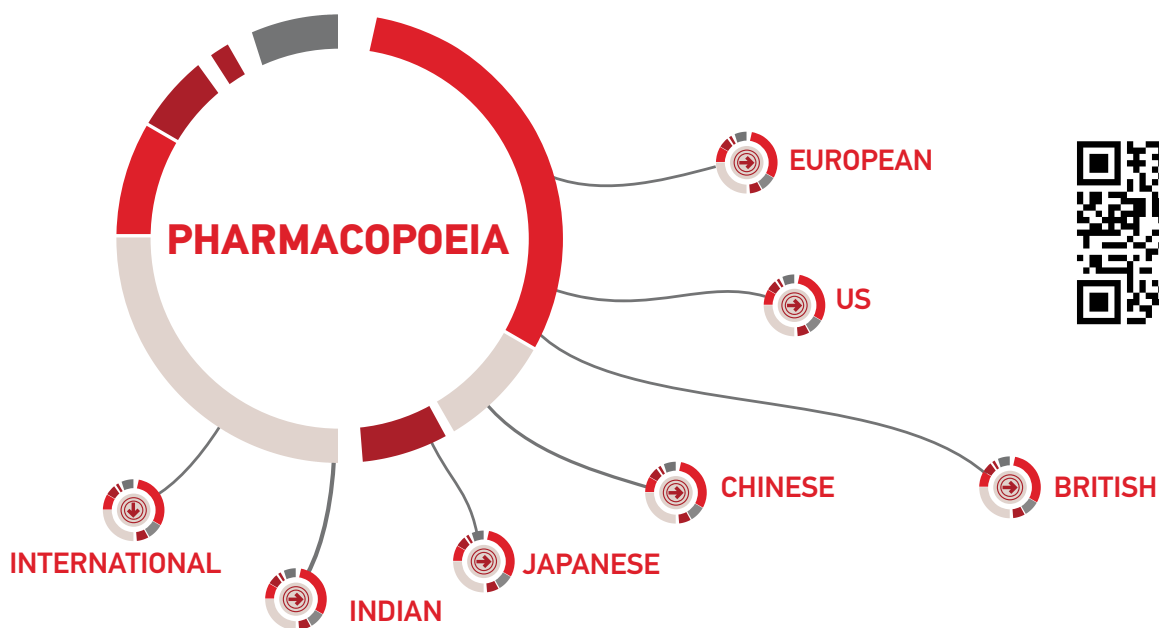 PHARMACOPOEIA
EUROPEAN
US
BRITISH
CHINESE
JAPANESE
INDIAN
INTERNATIONAL